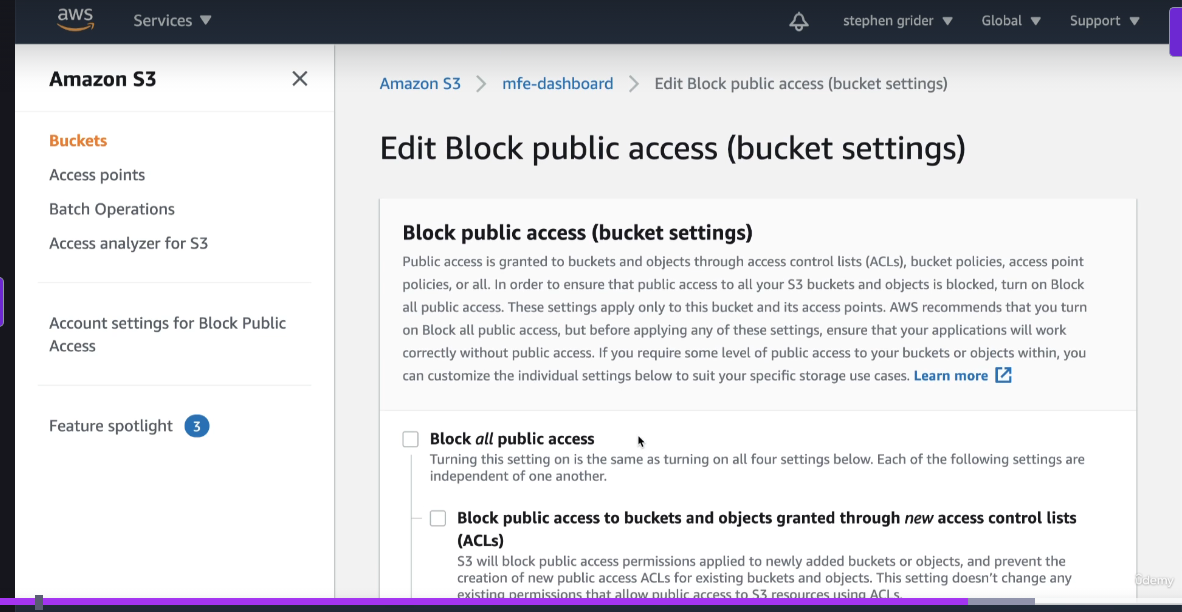 aws Services ▼ stephen grider ▼ Global ▼ Support ▼
Amazon S3
Buckets
Access points
Batch Operations
Access analyzer for S3
Account settings for Block Public
Access
Feature spotlight 3
Amazon S3 > mfe-dashboard > Edit Block public access (bucket settings)
Edit Block public access (bucket settings)
Block public access (bucket settings)
Public access is granted to buckets and objects through access control lists (ACLs), bucket policies, access point
policies, or all. In order to ensure that public access to all your S3 buckets and objects is blocked, turn on Block
all public access. These settings apply only to this bucket and its access points. AWS recommends that you turn
on Block all public access, but before applying any of these settings, ensure that your applications will work
correctly without public access. If you require some level of public access to your buckets or objects within, you
can customize the individual settings below to suit your specific storage use cases. Learn more
Block all public access
Turning this setting on is the same as turning on all four settings below. Each of the following settings are
independent of one another.
Block public access to buckets and objects granted through new access control lists
(ACLs)
S3 will block public access permissions applied to newly added buckets or objects, and prevent the
creation of new public access ACLs for existing buckets and objects. This setting doesn't change any
existing permissions that allow public access to S3 resources using ACLs.
Udemy